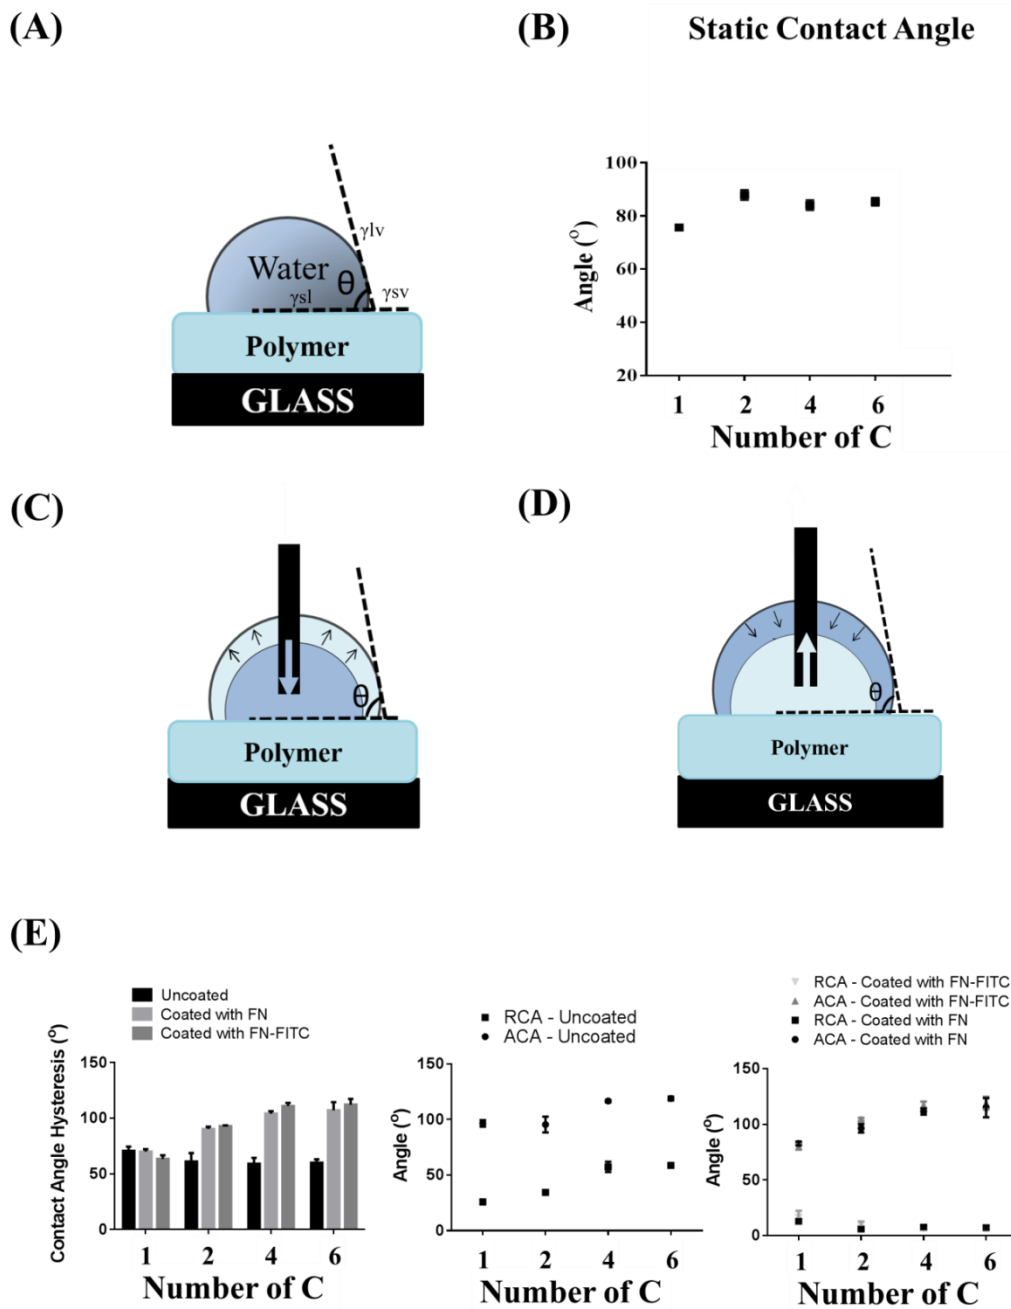 (A)
γlv
Water
θ
γsl
γsv
Polymer
GLASS
(B)
Static Contact Angle
Angle (°)
100
80
60
40
20
1 2 4 6
Number of C
(C)
θ
Polymer
GLASS
(D)
θ
Polymer
GLASS
(E)
Uncoated
Coated with FN
Coated with FN-FITC
Contact Angle Hysteresis (°)
150
100
50
0
1 2 4 6
Number of C
RCA - Uncoated
ACA - Uncoated
Angle (°)
150
100
50
0
1 2 4 6
Number of C
RCA - Coated with FN-FITC
ACA - Coated with FN-FITC
RCA - Coated with FN
ACA - Coated with FN
Angle (°)
150
100
50
0
1 2 4 6
Number of C